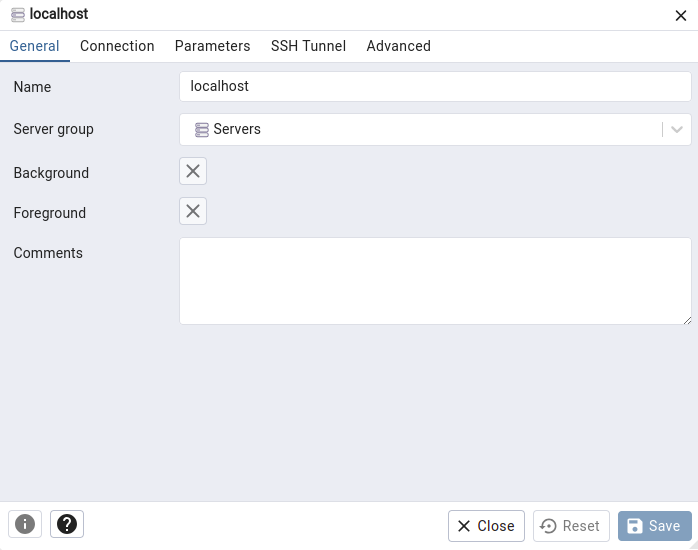 localhost
General Connection Parameters SSH Tunnel Advanced
Name localhost
Server group Servers
Background
Foreground
Comments
Close Reset Save